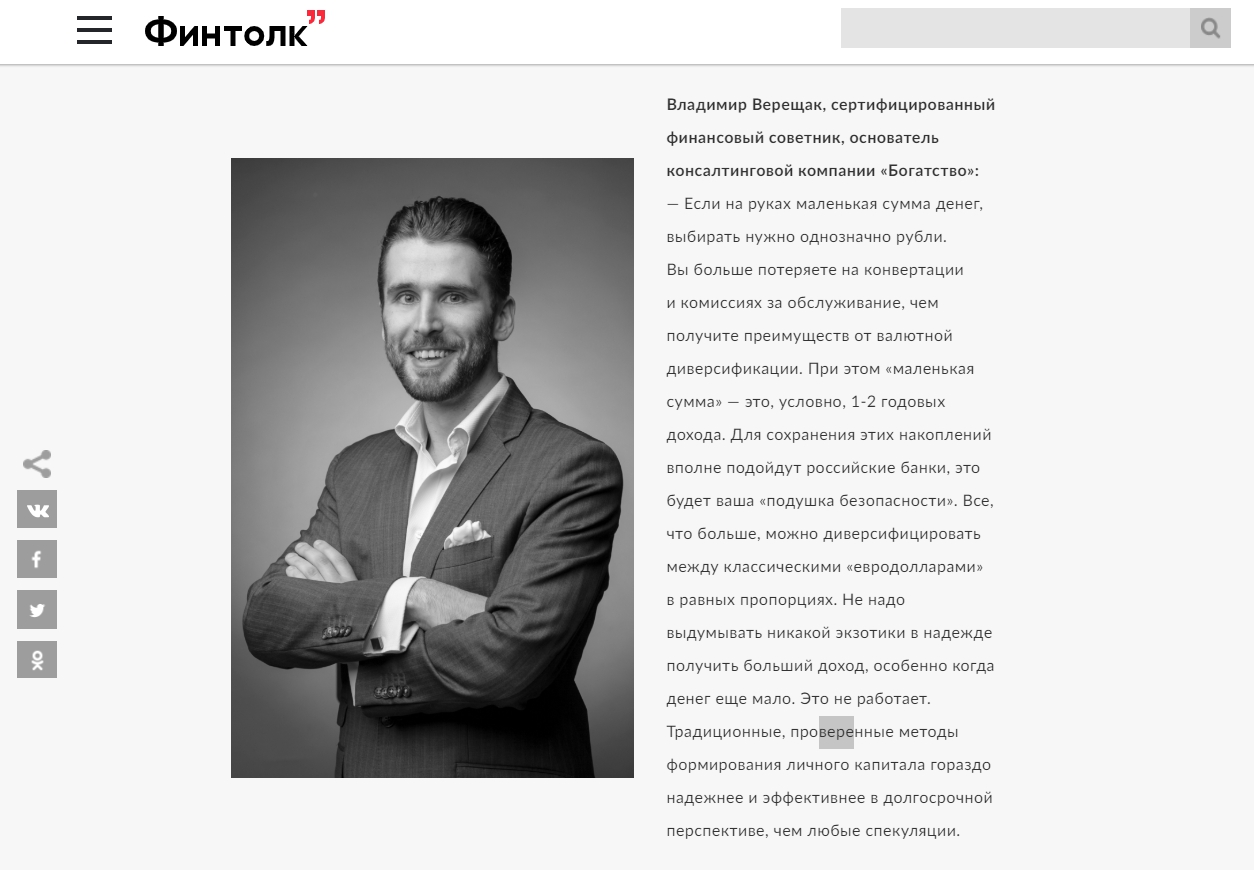 Финтолк”
Владимир Верещак, сертифицированный
финансовый советник, основатель
консалтинговой компании «Богатство»:
— Если на руках маленькая сумма денег,
выбирать нужно однозначно рубли.
Вы больше потеряете на конвертации
и комиссиях за обслуживание, чем
получите преимуществ от валютной
диверсификации. При этом «маленькая
сумма» — это, условно, 1-2 годовых
дохода. Для сохранения этих накоплений
вполне подойдут российские банки, это
будет ваша «подушка безопасности». Все,
что больше, можно диверсифицировать
между классическими «евродолларами»
в равных пропорциях. Не надо
выдумывать никакой экзотики в надежде
получить больший доход, особенно когда
денег еще мало. Это не работает.
Традиционные, проверенные методы
формирования личного капитала гораздо
надежнее и эффективнее в долгосрочной
перспективе, чем любые спекуляции.